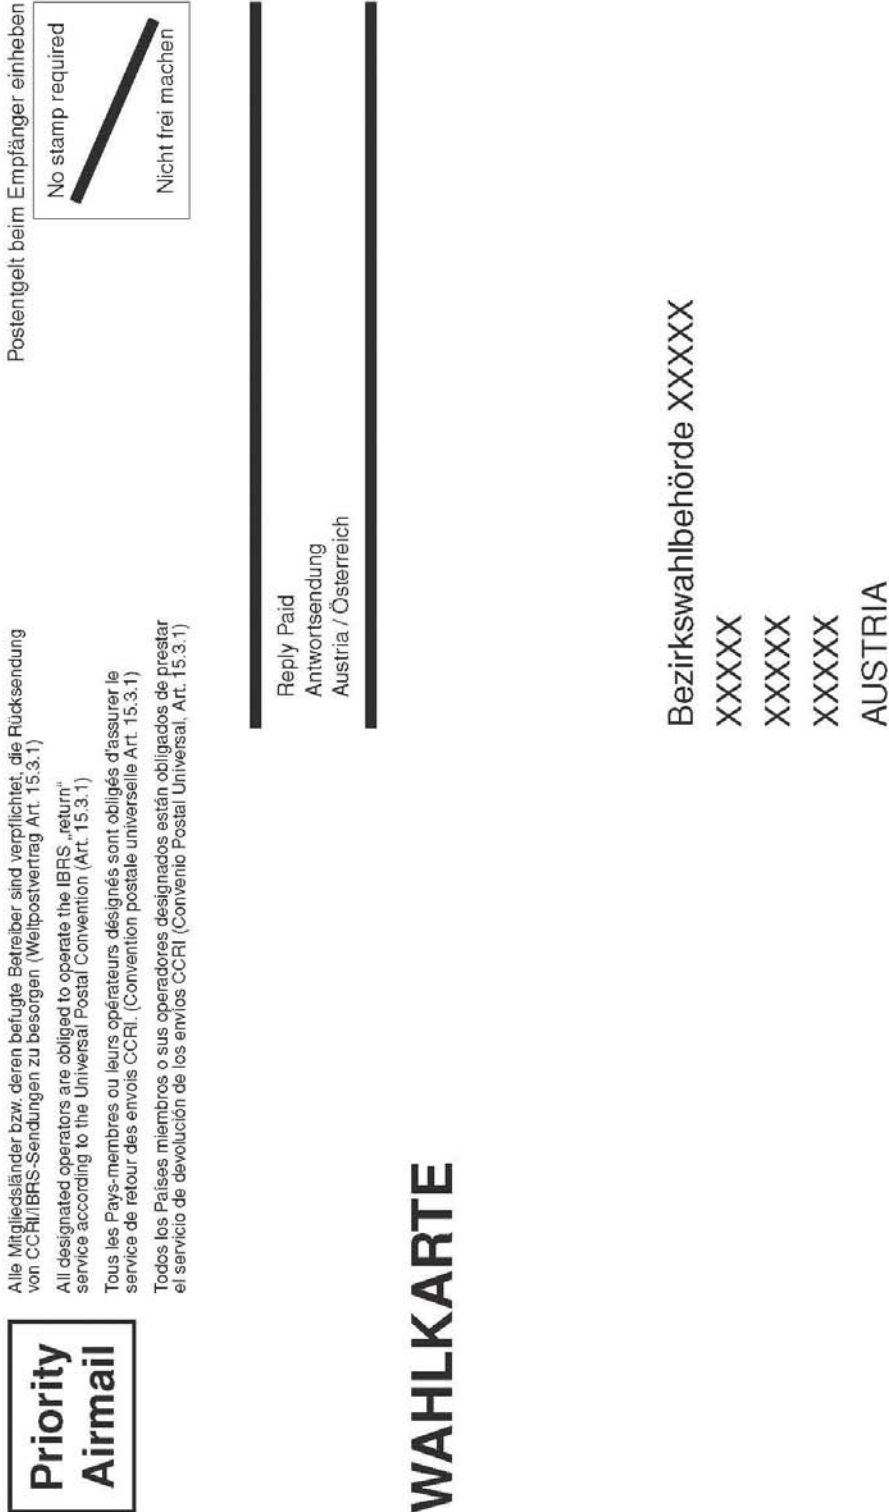 Priority
Airmail
Alle Mitgliedsländer bzw. deren befugte Betreiber sind verpflichtet, die Rücksendung
von CCRI/IBRS-Sendungen zu besorgen (Weltpostvertrag Art. 15.3.1)
All designated operators are obliged to operate the IBRS „return“
service according to the Universal Postal Convention (Art. 15.3.1)
Tous les Pays-membres ou leurs opérateurs désignés sont obligés d'assurer le
service de retour des envois CCRI. (Convention postale universelle Art. 15.3.1)
Todos los Países miembros o sus operadores designados están obligados de prestar
el servicio de devolución de los envíos CCRI (Convenio Postal Universal, Art. 15.3.1)
Postentgelt beim Empfänger einheben
No stamp required
Nicht frei machen
Reply Paid
Antwortsendung
Austria / Österreich
WAHLKARTE
Bezirkswahlbehörde XXXXX
XXXXX
XXXXX
XXXXX
AUSTRIA